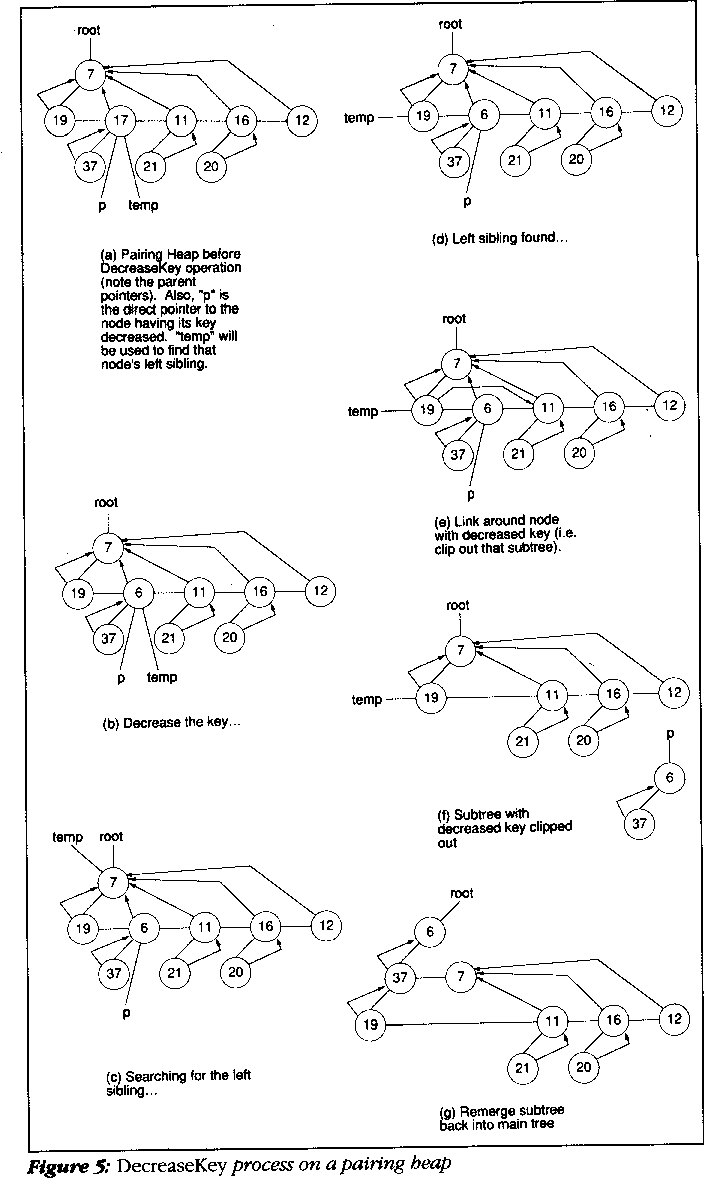 root
7
19 17 11 16 12
37 21 20
p temp
(a) Pairing Heap before
DecreaseKey operation
(note the parent
pointers). Also, "p" is
the direct pointer to the
node having its key
decreased. "temp" will
be used to find that
node's left sibling.
root
7
19 6 11 16 12
37 21 20
p temp
(b) Decrease the key...
temp root
7
19 6 11 16 12
37 21 20
p
(c) Searching for the left
sibling...
root
7
temp 19 6 11 16 12
37 21 20
p
(d) Left sibling found...
root
7
temp 19 6 11 16 12
37 21 20
p
(e) Link around node
with decreased key (i.e.
clip out that subtree).
root
7
temp 19 11 16 12
21 20
p
6
37
(f) Subtree with
decreased key clipped
out
root
6
37 7
19 11 16 12
21 20
(g) Remerge subtree
back into main tree
Figure 5: DecreaseKey process on a pairing heap